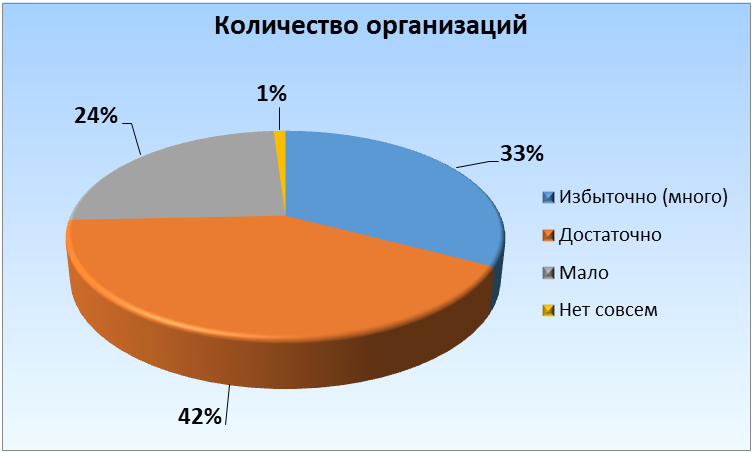 Количество организаций
1%
24%
33%
Избыточно (много)
Достаточно
Мало
Нет совсем
42%